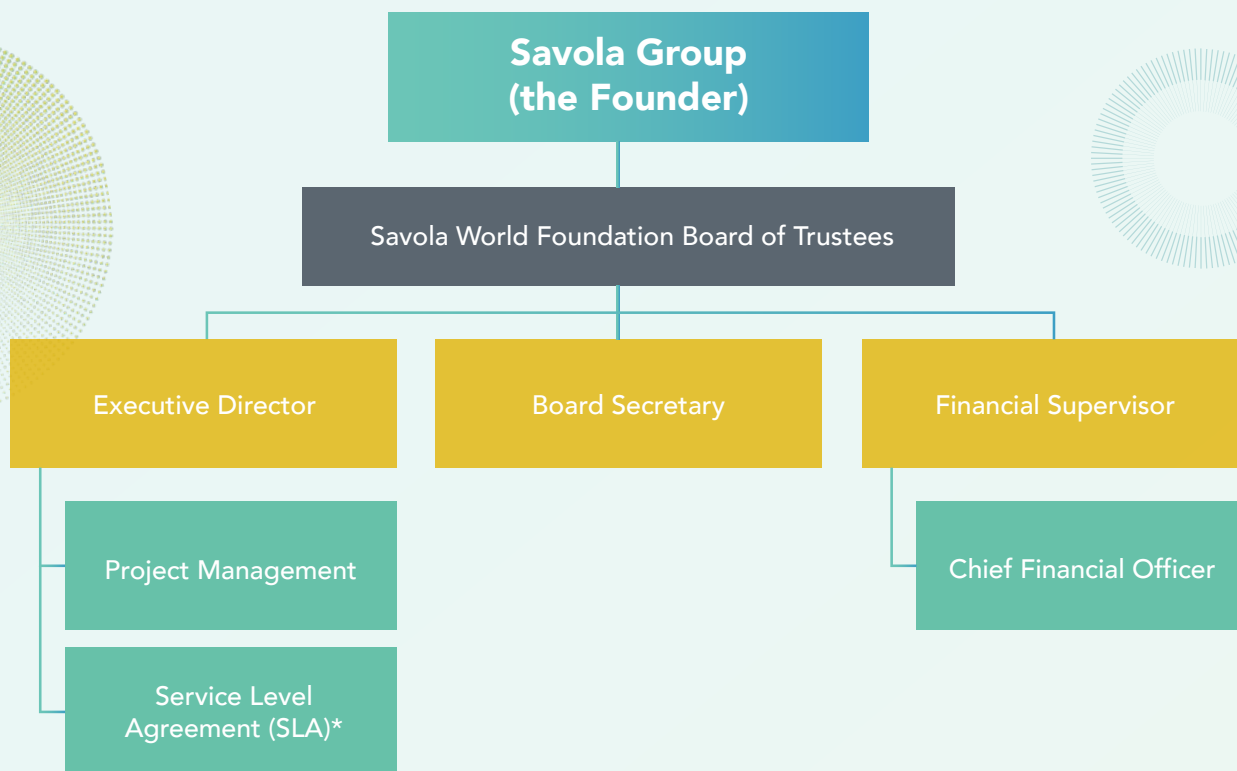 Savola Group
(the Founder)
Savola World Foundation Board of Trustees
Executive Director
Board Secretary
Financial Supervisor
Project Management
Chief Financial Officer
Service Level
Agreement (SLA)*